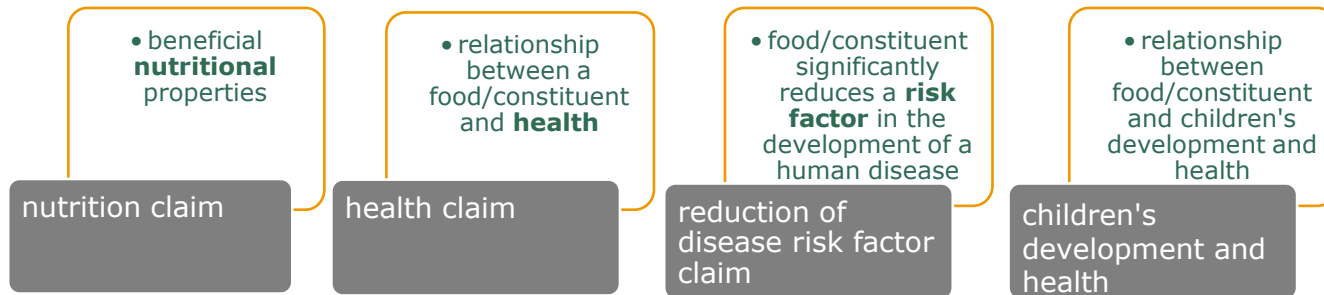 • beneficial
nutritional
properties
nutrition claim
• relationship
between a
food/constituent
and health
health claim
• food/constituent
significantly
reduces a risk
factor in the
development of a
human disease
reduction of
disease risk factor
claim
• relationship
between
food/constituent
and children's
development and
health
children's
development and
health